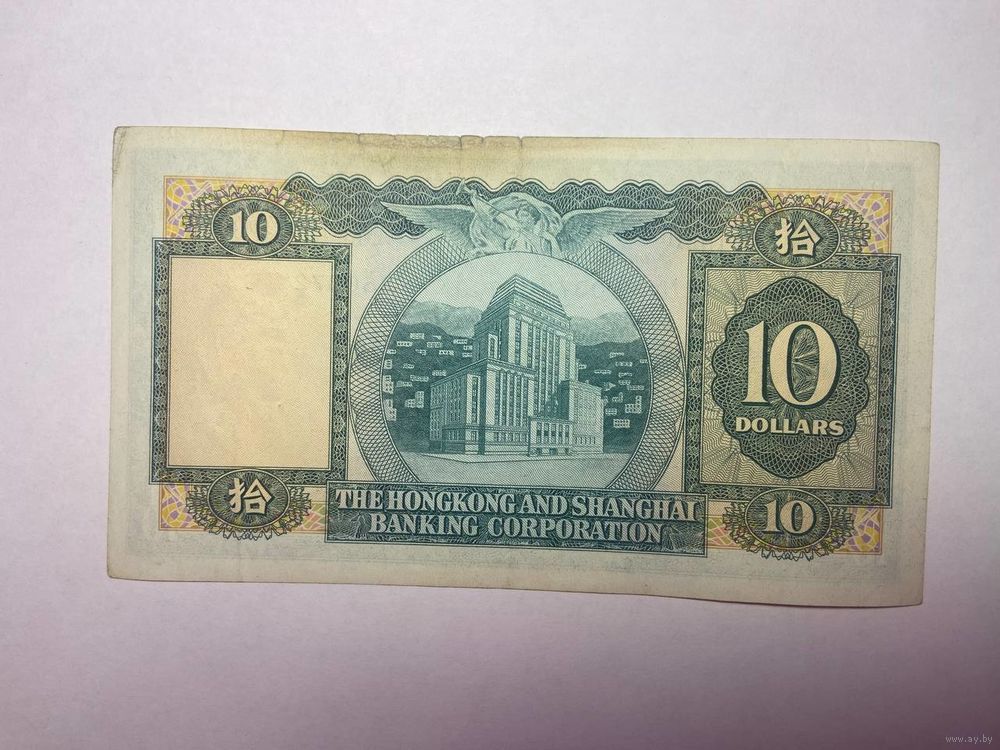 10
拾
10
DOLLARS
拾
THE HONGKONG AND SHANGHAI
BANKING CORPORATION
10
www.ay.by